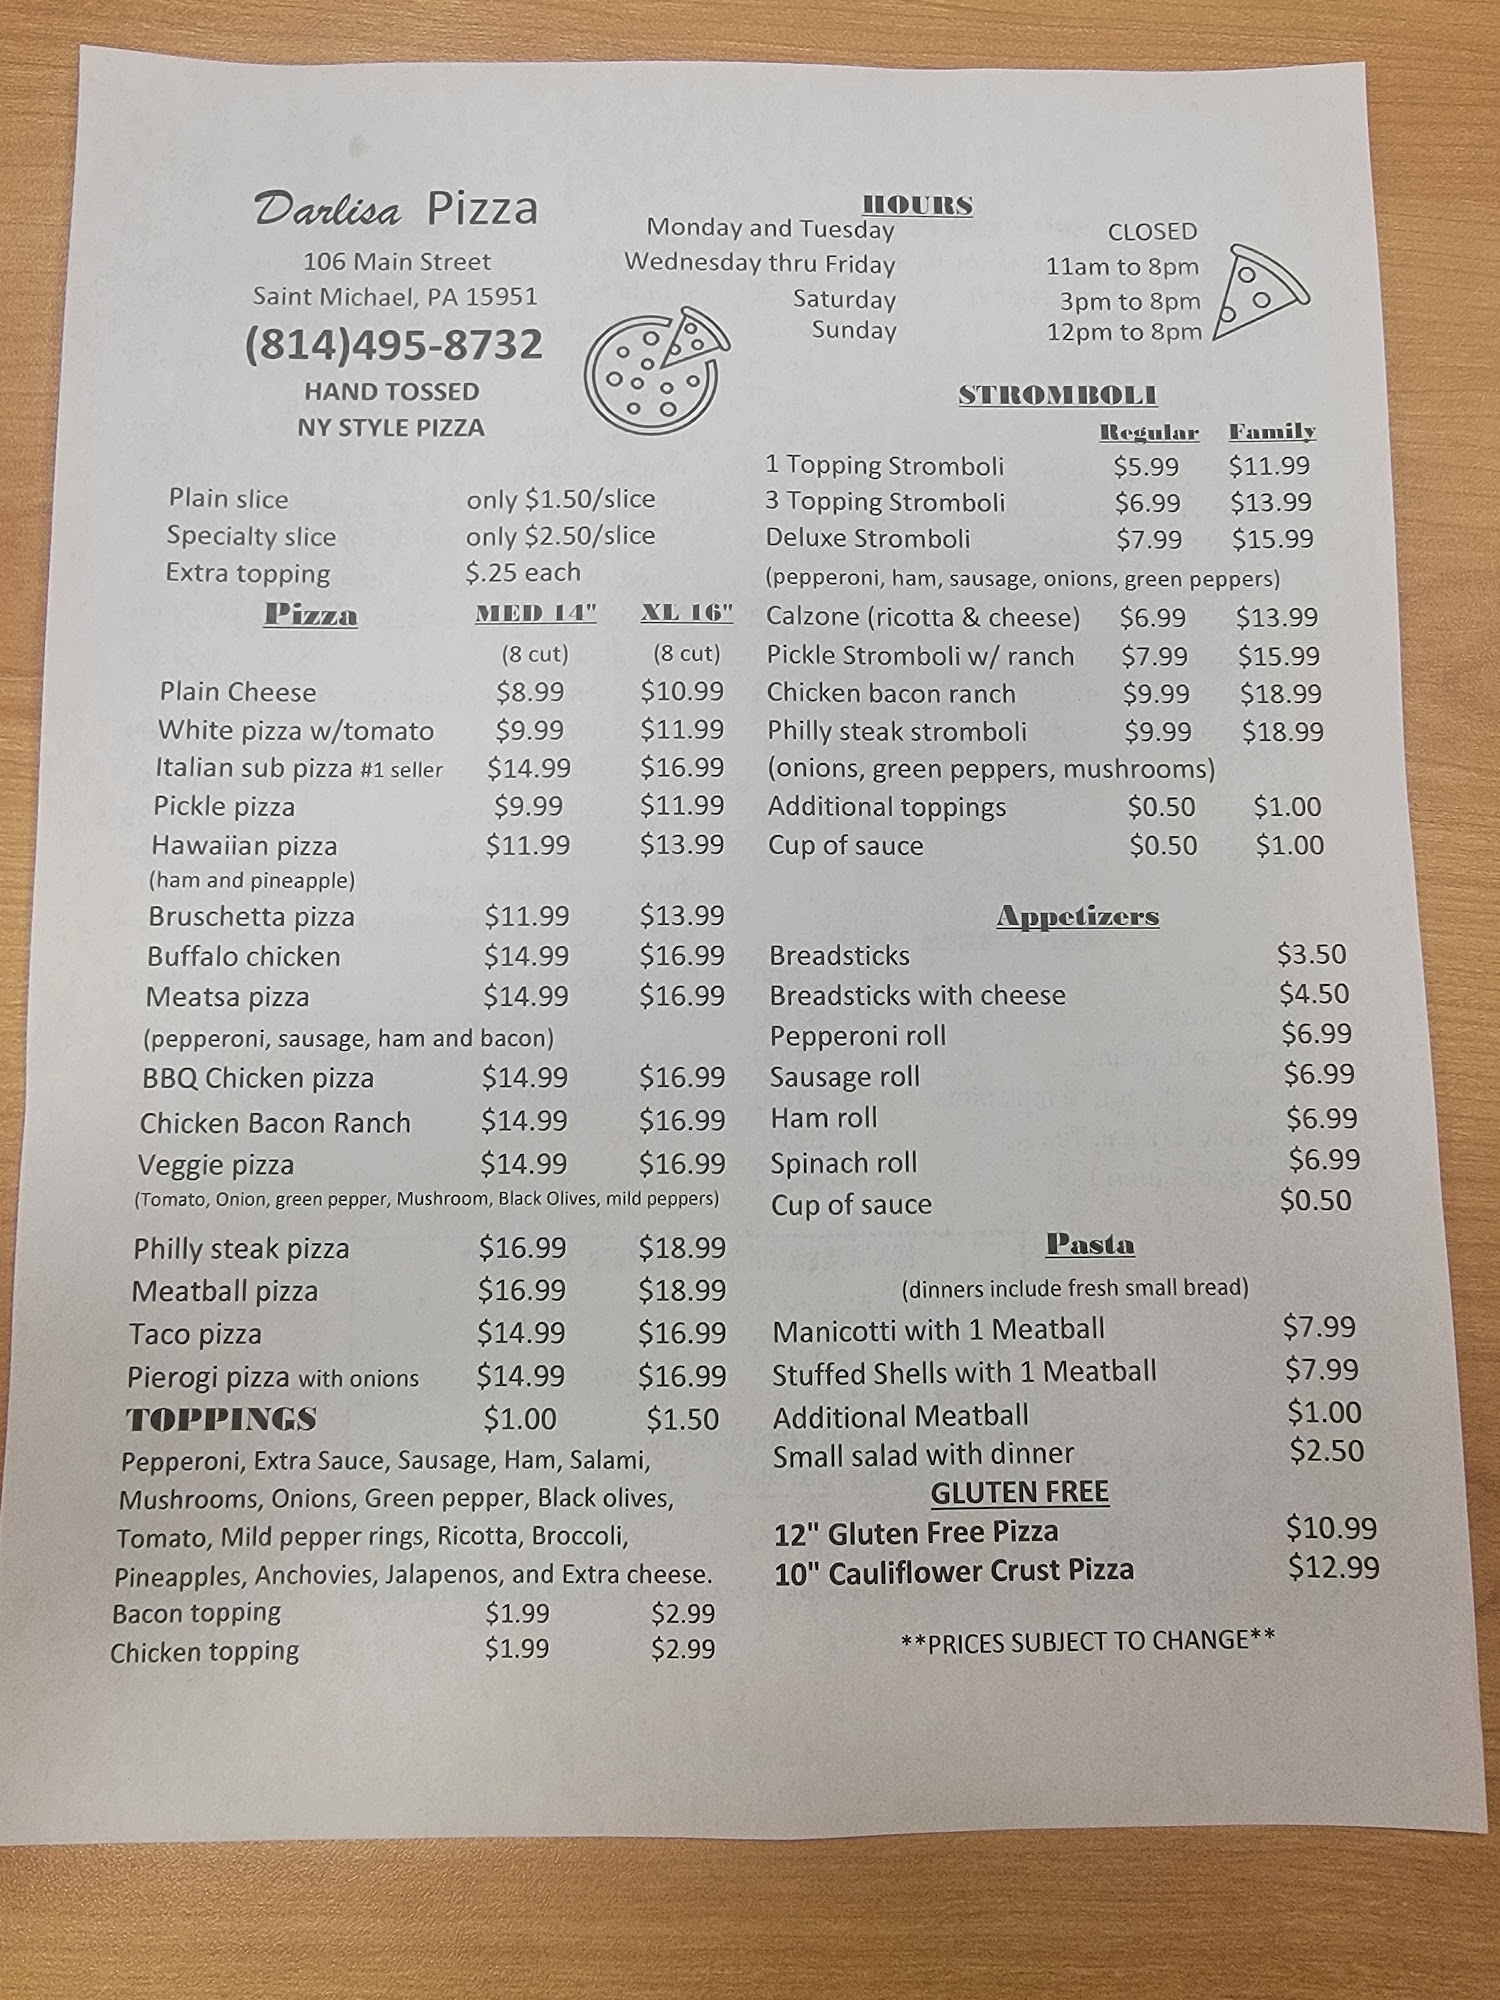 Darlisa Pizza
106 Main Street
Saint Michael, PA 15951
(814)495-8732
HAND TOSSED
NY STYLE PIZZA
HOURS
Monday and Tuesday CLOSED
Wednesday thru Friday 11am to 8pm
Saturday 3pm to 8pm
Sunday 12pm to 8pm
Plain slice only $1.50/slice
Specialty slice only $2.50/slice
Extra topping $.25 each
Pizza MED 14" XL 16"
(8 cut) (8 cut)
Plain Cheese $8.99 $10.99
White pizza w/tomato $9.99 $11.99
Italian sub pizza #1 seller $14.99 $16.99
Pickle pizza $9.99 $11.99
Hawaiian pizza $11.99 $13.99
(ham and pineapple)
Bruschetta pizza $11.99 $13.99
Buffalo chicken $14.99 $16.99
Meatsa pizza $14.99 $16.99
(pepperoni, sausage, ham and bacon)
BBQ Chicken pizza $14.99 $16.99
Chicken Bacon Ranch $14.99 $16.99
Veggie pizza $14.99 $16.99
(Tomato, Onion, green pepper, Mushroom, Black Olives, mild peppers)
Philly steak pizza $16.99 $18.99
Meatball pizza $16.99 $18.99
Taco pizza $14.99 $16.99
Pierogi pizza with onions $14.99 $16.99
TOPPINGS $1.00 $1.50
Pepperoni, Extra Sauce, Sausage, Ham, Salami,
Mushrooms, Onions, Green pepper, Black olives,
Tomato, Mild pepper rings, Ricotta, Broccoli,
Pineapples, Anchovies, Jalapenos, and Extra cheese.
Bacon topping $1.99 $2.99
Chicken topping $1.99 $2.99
STROMBOLI
Regular Family
1 Topping Stromboli $5.99 $11.99
3 Topping Stromboli $6.99 $13.99
Deluxe Stromboli $7.99 $15.99
(pepperoni, ham, sausage, onions, green peppers)
Calzone (ricotta & cheese) $6.99 $13.99
Pickle Stromboli w/ ranch $7.99 $15.99
Chicken bacon ranch $9.99 $18.99
Philly steak stromboli $9.99 $18.99
(onions, green peppers, mushrooms)
Additional toppings $0.50 $1.00
Cup of sauce $0.50 $1.00
Appetizers
Breadsticks $3.50
Breadsticks with cheese $4.50
Pepperoni roll $6.99
Sausage roll $6.99
Ham roll $6.99
Spinach roll $6.99
Cup of sauce $0.50
Pasta
(dinners include fresh small bread)
Manicotti with 1 Meatball $7.99
Stuffed Shells with 1 Meatball $7.99
Additional Meatball $1.00
Small salad with dinner $2.50
GLUTEN FREE
12" Gluten Free Pizza $10.99
10" Cauliflower Crust Pizza $12.99
**PRICES SUBJECT TO CHANGE**